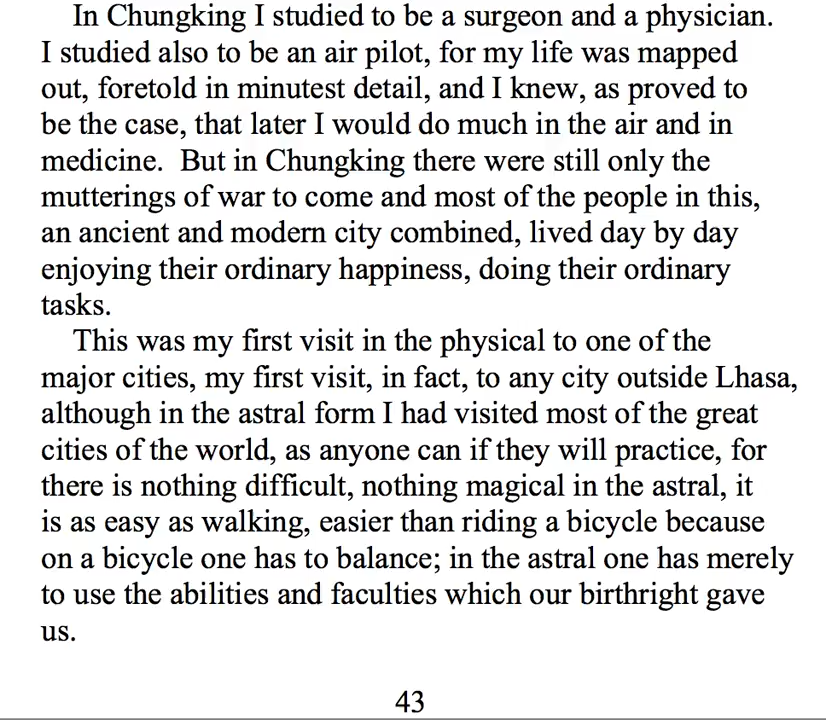 In Chungking I studied to be a surgeon and a physician.
I studied also to be an air pilot, for my life was mapped
out, foretold in minutest detail, and I knew, as proved to
be the case, that later I would do much in the air and in
medicine.  But in Chungking there were still only the
mutterings of war to come and most of the people in this,
an ancient and modern city combined, lived day by day
enjoying their ordinary happiness, doing their ordinary
tasks.
This was my first visit in the physical to one of the
major cities, my first visit, in fact, to any city outside Lhasa,
although in the astral form I had visited most of the great
cities of the world, as anyone can if they will practice, for
there is nothing difficult, nothing magical in the astral, it
is as easy as walking, easier than riding a bicycle because
on a bicycle one has to balance; in the astral one has merely
to use the abilities and faculties which our birthright gave
us.
43